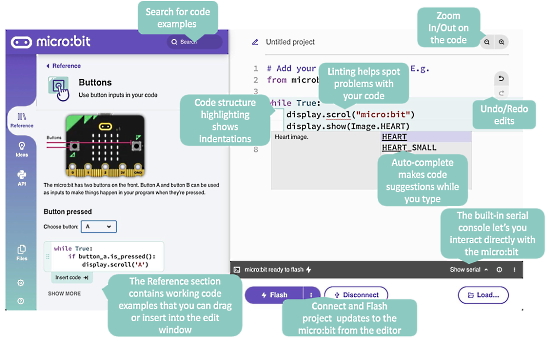 Search for code
examples
Zoom
In/Out on
the code
micro:bit
Search
Untitled project
Reference
Buttons
Use button inputs in your code
1
2
# Add your
E.g.
from microb
Linting helps spot
problems with
your code
Code structure
highlighting
shows
indentations
while True:
display.scrol("micro:bit")
display.show(Image.HEART)
Heart image.
HEART
HEART_SMALL
8
Undo/Redo
edits
Auto-complete
makes code
suggestions while
you type
Reference
Ideas
API
Files
Buttons
The micro:bit has two buttons on the front. Button A and button B can be used
as inputs to make things happen in your program when they're pressed.
Button pressed
Choose button:
A
while True:
if button_a.is_pressed():
display.scroll('A')
Insert code
SHOW MORE
The Reference section
contains working code
examples that you can drag
or insert into the edit
window
The built-in serial
console let's you
interact directly with
the micro:bit
micro:bit ready to flash
Show serial
Flash
Disconnect
Load...
Connect and Flash
project updates to the
micro:bit from the editor